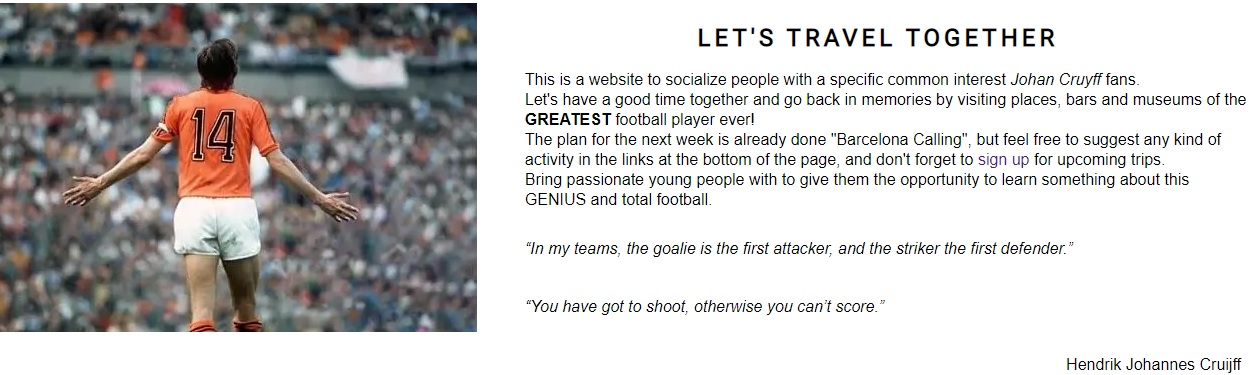 14
LET'S TRAVEL TOGETHER
This is a website to socialize people with a specific common interest Johan Cruyff fans.
Let's have a good time together and go back in memories by visiting places, bars and museums of the
GREATEST football player ever!
The plan for the next week is already done "Barcelona Calling", but feel free to suggest any kind of
activity in the links at the bottom of the page, and don't forget to sign up for upcoming trips.
Bring passionate young people with to give them the opportunity to learn something about this
GENIUS and total football.
“In my teams, the goalie is the first attacker, and the striker the first defender.”
“You have got to shoot, otherwise you can’t score.”
Hendrik Johannes Cruijff